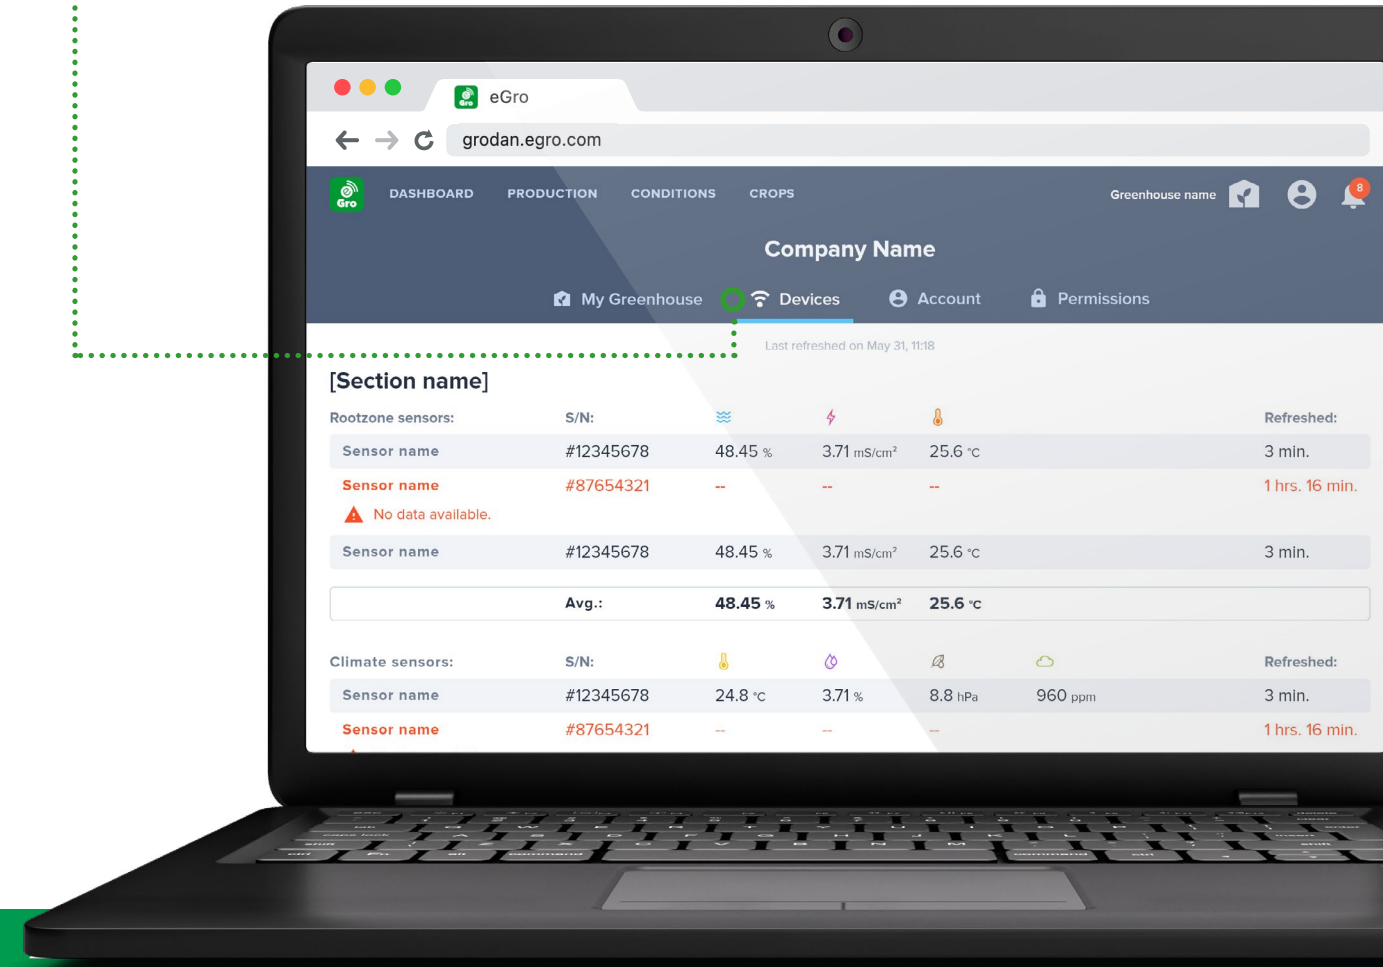 eGro
grodan.egro.com
Gro DASHBOARD PRODUCTION CONDITIONS CROPS Greenhouse name 8
Company Name
My Greenhouse Devices Account Permissions
Last refreshed on May 31, 11:18
[Section name]
Rootzone sensors: S/N: Refreshed:
Sensor name #12345678 48.45 % 3.71 mS/cm² 25.6 °C 3 min.
Sensor name #87654321 -- -- -- 1 hrs. 16 min.
No data available.
Sensor name #12345678 48.45 % 3.71 mS/cm² 25.6 °C 3 min.
Avg.: 48.45 % 3.71 mS/cm² 25.6 °C
Climate sensors: S/N: Refreshed:
Sensor name #12345678 24.8 °C 3.71 % 8.8 hPa 960 ppm 3 min.
Sensor name #87654321 -- -- -- 1 hrs. 16 min.
caps lock
command command